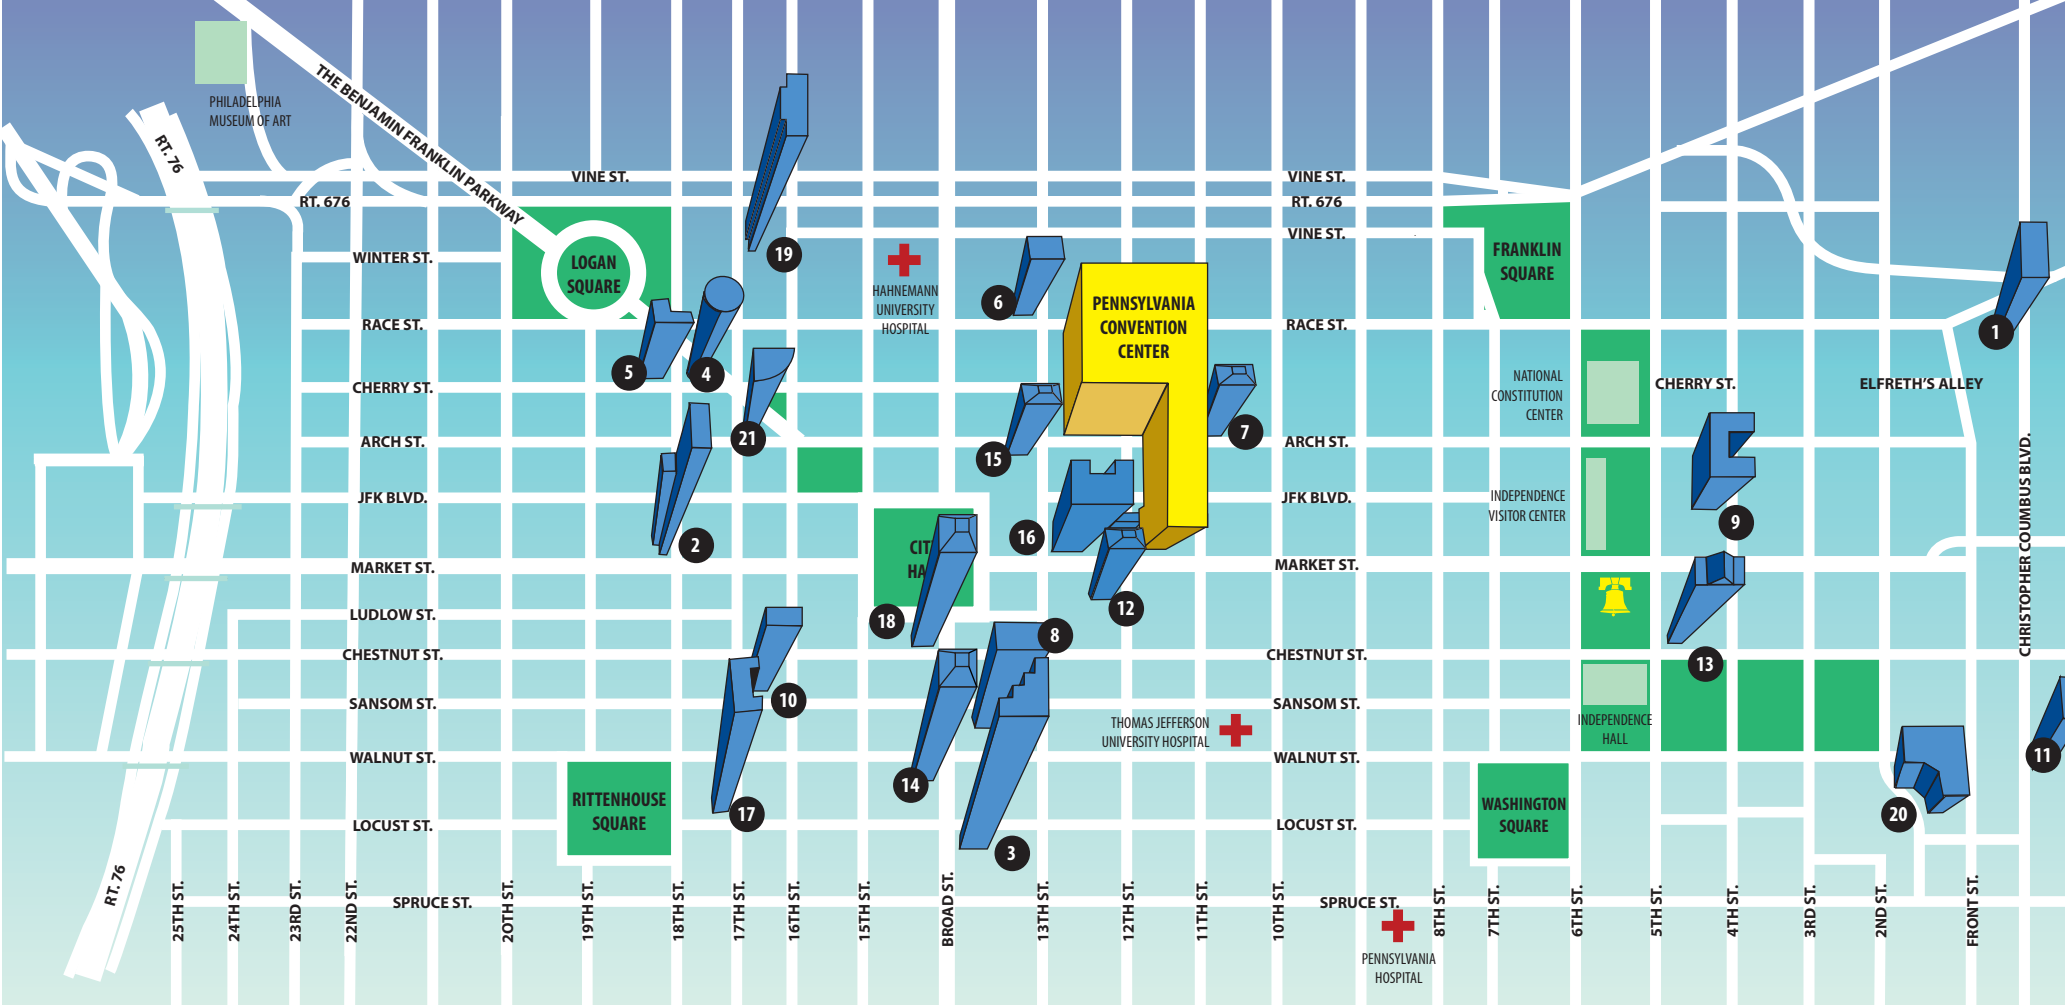 THE BENJAMIN FRANKLIN PARKWAY
PHILADELPHIA
MUSEUM OF ART
RT. 76
VINE ST.
VINE ST.
RT. 676
RT. 676
VINE ST.
WINTER ST.
LOGAN
SQUARE
19
HAHNEMANN
UNIVERSITY
HOSPITAL
6
PENNSYLVANIA
CONVENTION
CENTER
FRANKLIN
SQUARE
1
RACE ST.
RACE ST.
5
4
CHERRY ST.
NATIONAL
CONSTITUTION
CENTER
CHERRY ST.
ELFRETH'S ALLEY
7
21
ARCH ST.
15
ARCH ST.
JFK BLVD.
JFK BLVD.
INDEPENDENCE
VISITOR CENTER
9
CHRISTOPHER COLUMBUS BLVD.
2
16
CIT
HA
MARKET ST.
MARKET ST.
12
LUDLOW ST.
18
8
CHESTNUT ST.
CHESTNUT ST.
13
10
SANSOM ST.
SANSOM ST.
THOMAS JEFFERSON
UNIVERSITY HOSPITAL
INDEPENDENCE
HALL
WALNUT ST.
WALNUT ST.
11
14
17
RITTENHOUSE
SQUARE
WASHINGTON
SQUARE
20
LOCUST ST.
LOCUST ST.
3
RT. 76
SPRUCE ST.
SPRUCE ST.
25TH ST.
24TH ST.
23RD ST.
22ND ST.
20TH ST.
19TH ST.
18TH ST.
17TH ST.
16TH ST.
15TH ST.
BROAD ST.
13TH ST.
12TH ST.
11TH ST.
10TH ST.
8TH ST.
7TH ST.
6TH ST.
5TH ST.
4TH ST.
3RD ST.
2ND ST.
FRONT ST.
PENNSYLVANIA
HOSPITAL